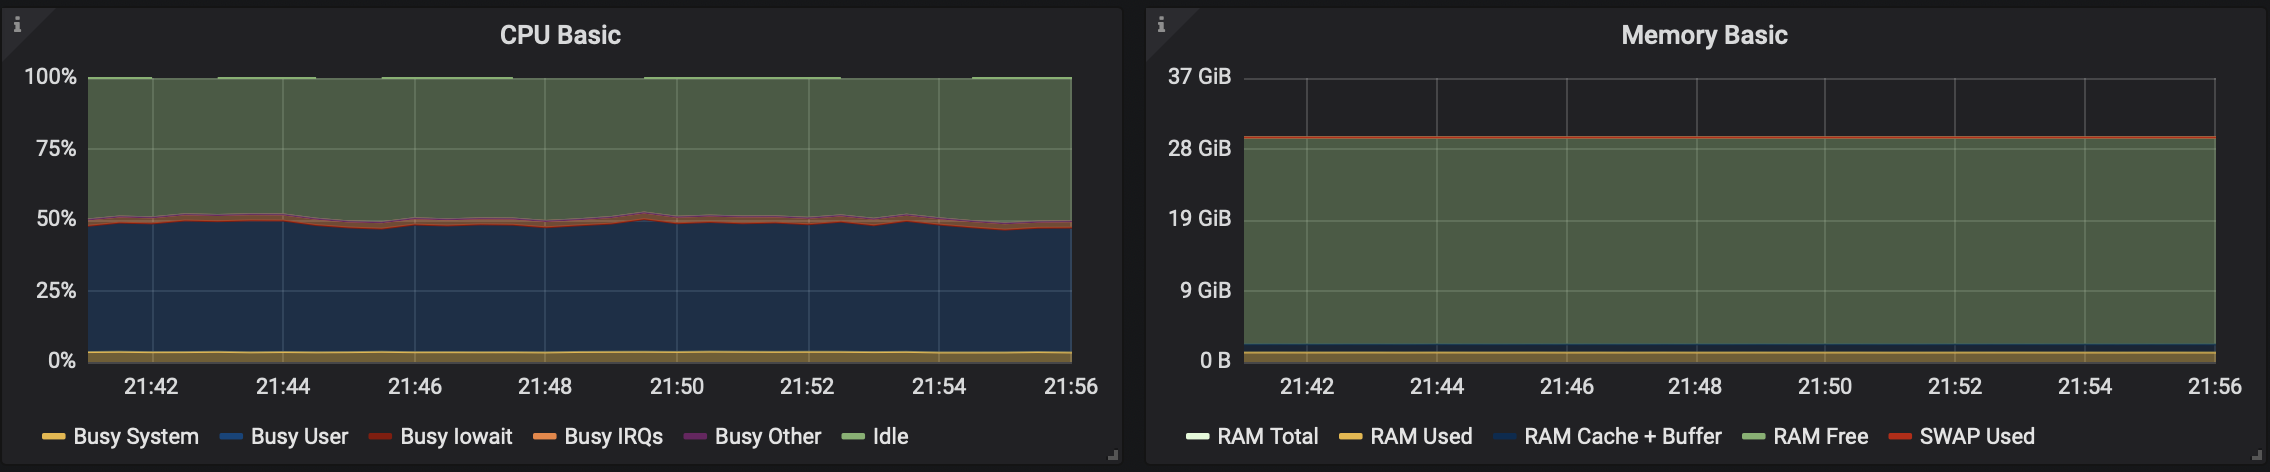 CPU Basic
100%
75%
50%
25%
0%
21:42 21:44 21:46 21:48 21:50 21:52 21:54 21:56
Busy System Busy User Busy Iowait Busy IRQs Busy Other Idle
Memory Basic
37 GiB
28 GiB
19 GiB
9 GiB
0 B
21:42 21:44 21:46 21:48 21:50 21:52 21:54 21:56
RAM Total RAM Used RAM Cache + Buffer RAM Free SWAP Used